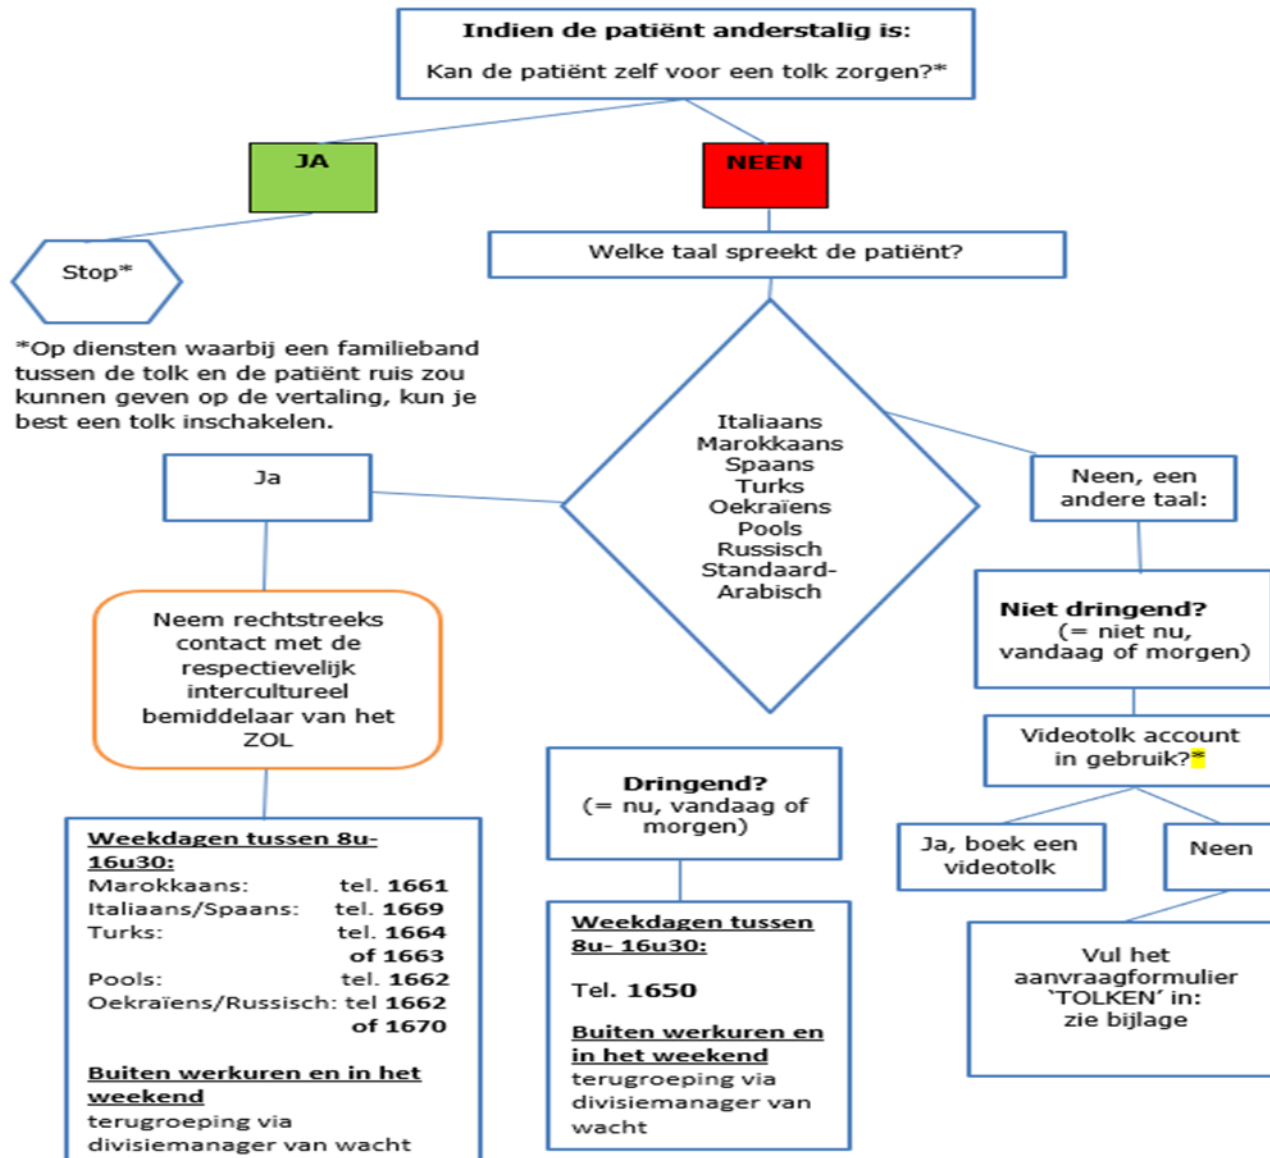 Indien de patiënt anderstalig is:
Kan de patiënt zelf voor een tolk zorgen?*
JA
NEEN
Stop*
Welke taal spreekt de patiënt?
*Op diensten waarbij een familieband
tussen de tolk en de patiënt ruis zou
kunnen geven op de vertaling, kun je
best een tolk inschakelen.
Italiaans
Marokkaans
Spaans
Turks
Oekraïens
Pools
Russisch
Standaard-
Arabisch
Ja
Neem rechtstreeks
contact met de
respectievelijk
intercultureel
bemiddelaar van het
ZOL
Weekdagen tussen 8u-
16u30:
Marokkaans: tel. 1661
Italiaans/Spaans: tel. 1669
Turks: tel. 1664
of 1663
Pools: tel. 1662
Oekraïens/Russisch: tel 1662
of 1670
Buiten werkuren en in het
weekend
terugroeping via
divisiemanager van wacht
Dringend?
(= nu, vandaag of
morgen)
Weekdagen tussen
8u- 16u30:
Tel. 1650
Buiten werkuren en
in het weekend
terugroeping via
divisiemanager van
wacht
Neen, een
andere taal:
Niet dringend?
(= niet nu,
vandaag of morgen)
Videotolk account
in gebruik?*
Ja, boek een
videotolk
Neen
Vul het
aanvraagformulier
‘TOLKEN’ in:
zie bijlage